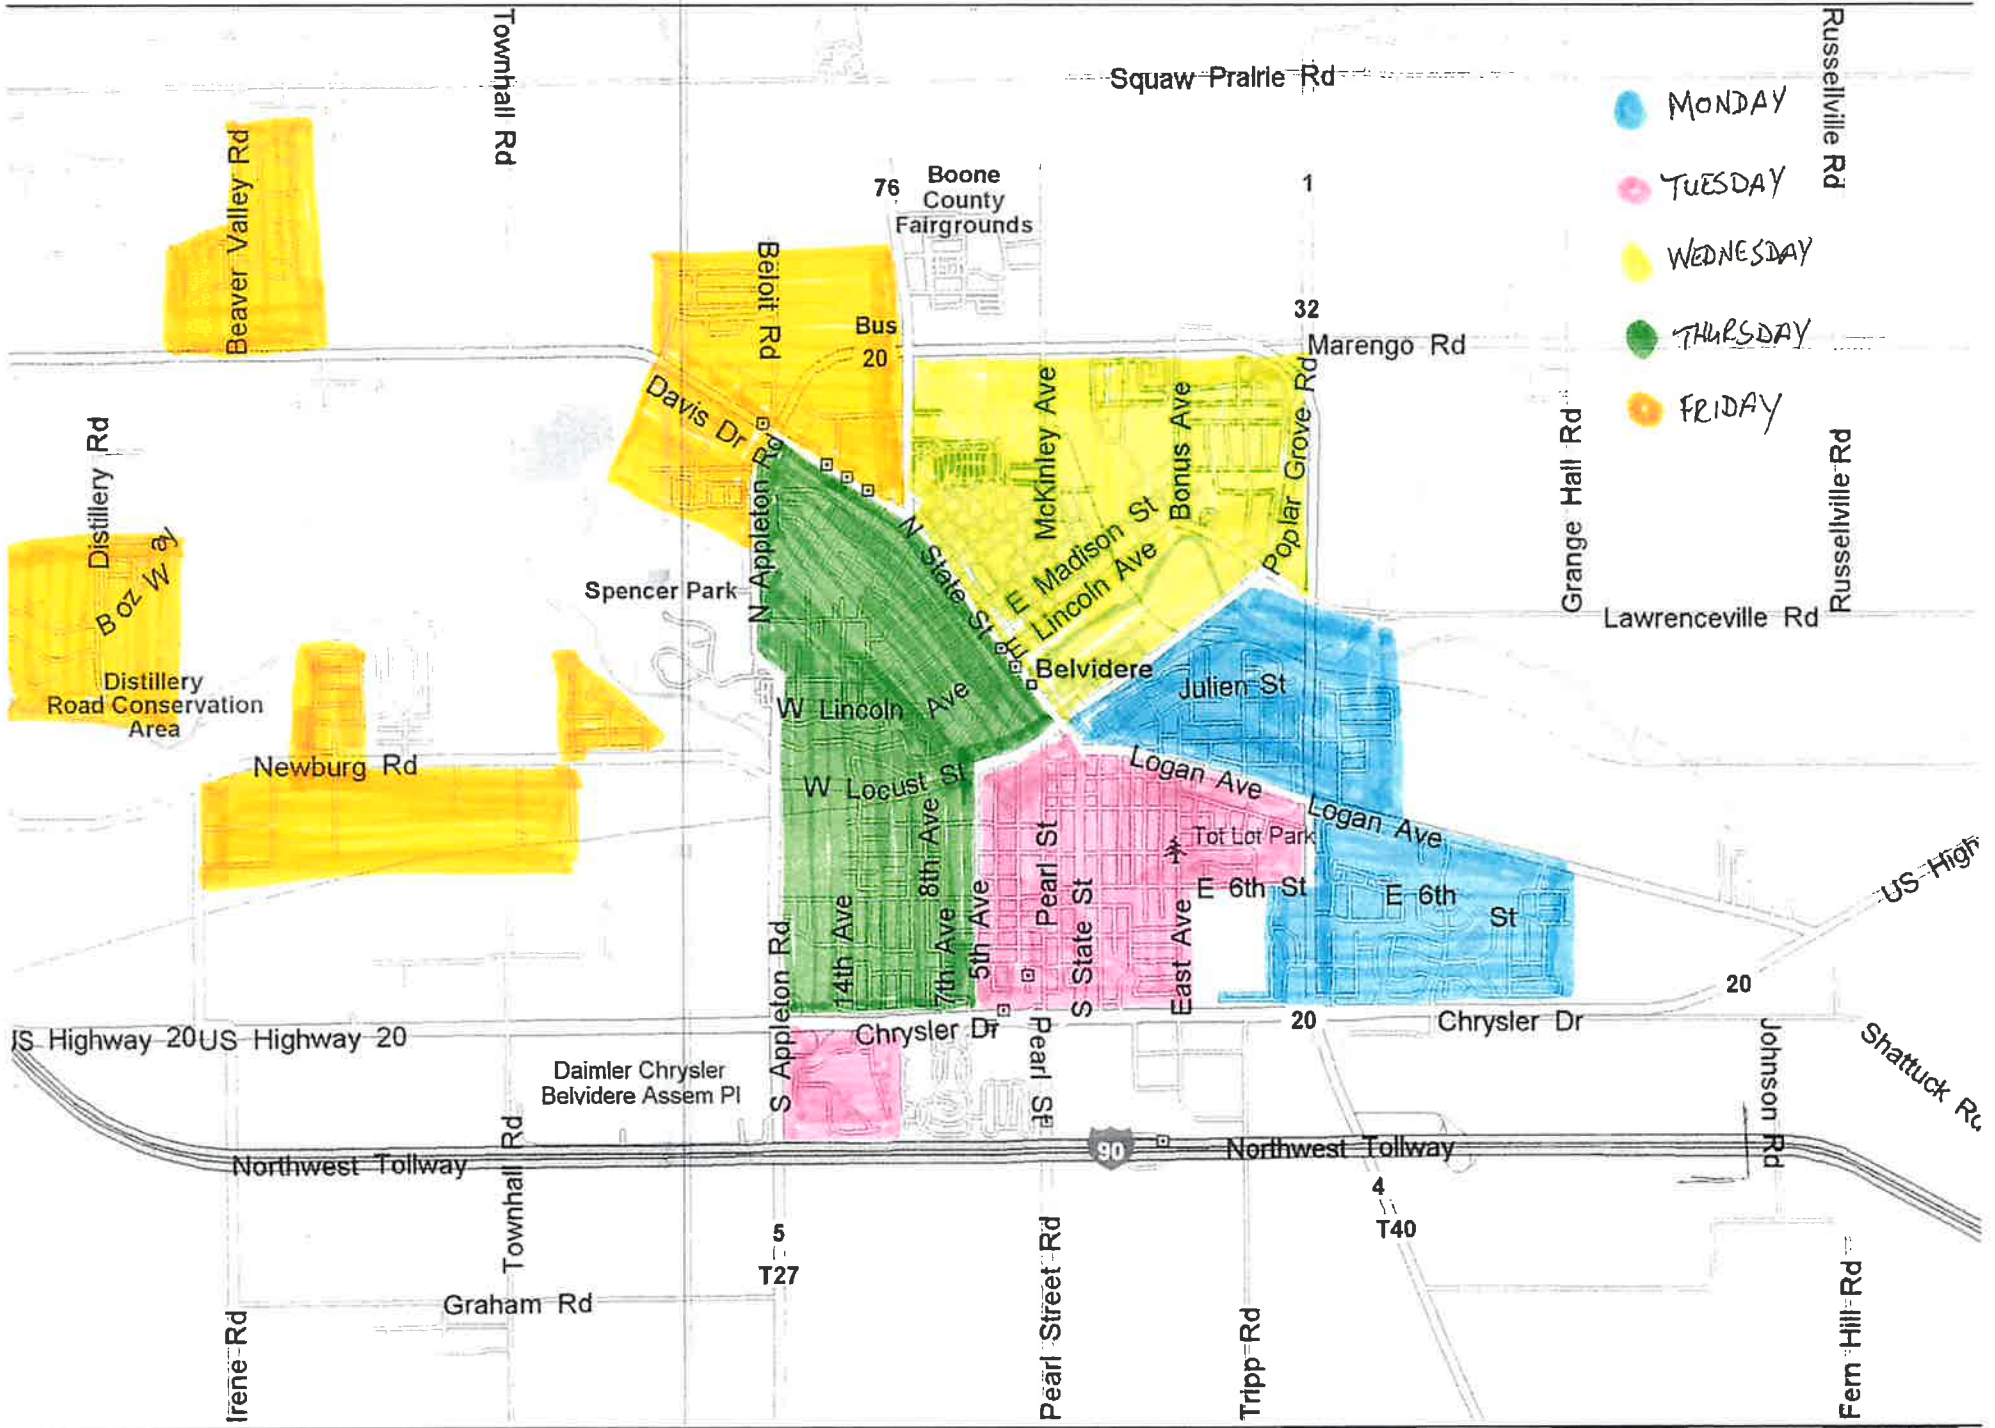 Townhall Rd
Squaw Prairie Rd
Russellville Rd
MONDAY
TUESDAY
WEDNESDAY
THURSDAY
FRIDAY
Beaver Valley Rd
76
Boone
County
Fairgrounds
1
Beloit Rd
Bus
20
32
Marengo Rd
Davis Dr
McKinley Ave
Bonus Ave
Poplar Grove Rd
Grange Hall Rd
Russellville Rd
Distillery Rd
Boz Way
N Appleton Rd
N State St
E Madison St
E Lincoln Ave
Spencer Park
Lawrenceville Rd
Belvidere
Julien St
Distillery
Road Conservation
Area
W Lincoln Ave
Newburg Rd
W Locust St
Logan Ave
Logan Ave
Tot Lot Park
8th Ave
Pearl St
E 6th St
E 6th St
US High
14th Ave
7th Ave
5th Ave
S State St
East Ave
S Appleton Rd
20
US Highway 20
US Highway 20
Chrysler Dr
20
Chrysler Dr
Shattuck Rd
Johnson Rd
Daimler Chrysler
Belvidere Assem Pl
Pearl St
Northwest Tollway
90
Northwest Tollway
Townhall Rd
4
T40
5
T27
Graham Rd
Irene Rd
Pearl Street Rd
Tripp Rd
Fern Hill Rd